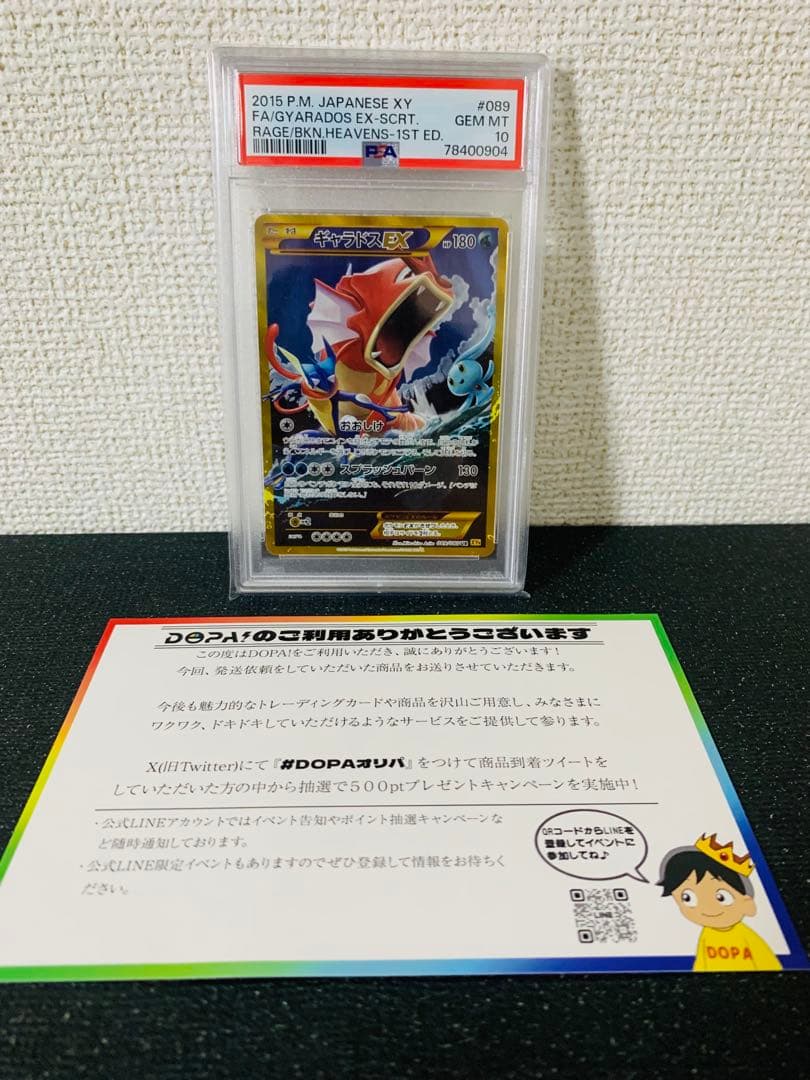 2015 P.M. JAPANESE XY #089
FA/GYARADOS EX-SCRT. GEM MT
RAGE/BKN.HEAVENS-1ST ED. 10
PSA 78400904
ギャラドスEX HP180
おおしけ
スプラッシュバーン 130
DOPA!のご利用ありがとうございます
この度はDOPA!をご利用いただき、誠にありがとうございます！
今回、発送依頼をしていただいた商品をお送りさせていただきます。
今後も魅力的なトレーディングカードや商品を沢山ご用意し、みなさまに
ワクワク、ドキドキしていただけるようなサービスをご提供して参ります。
X(旧Twitter)にて『#DOPAオリパ』をつけて商品到着ツイートを
していただいた方の中から抽選で５００ptプレゼントキャンペーンを実施中！
・公式LINEアカウントではイベント告知やポイント抽選キャンペーンな
ど随時通知しております。
・公式LINE限定イベントもありますのでぜひ登録して情報をお待ちく
ださい。
QRコードからLINEを
登録してイベントに
参加してね♪
LINE
DOPA